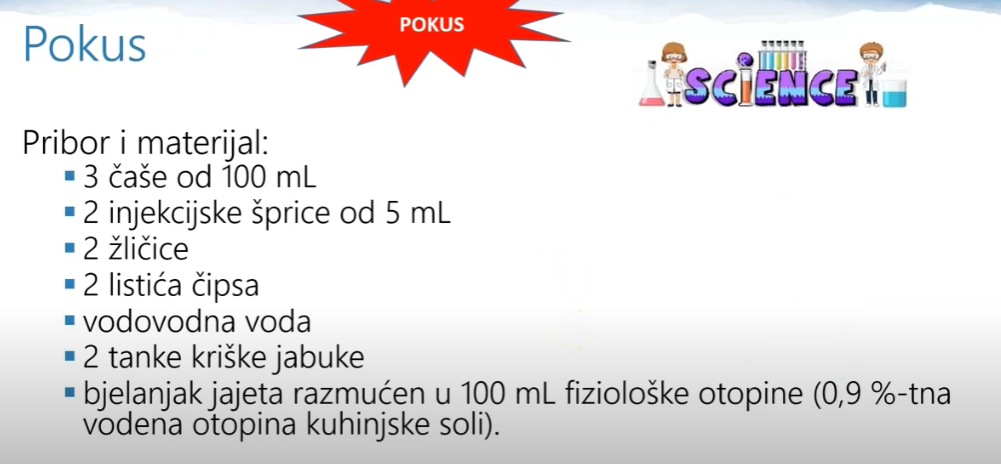 POKUS
Pokus
SCIENCE
Pribor i materijal:
▪ 3 čaše od 100 mL
▪ 2 injekcijske šprice od 5 mL
▪ 2 žličice
▪ 2 listića čipsa
▪ vodovodna voda
▪ 2 tanke kriške jabuke
▪ bjelanjak jajeta razmućen u 100 mL fiziološke otopine (0,9 %-tna
vodena otopina kuhinjske soli).